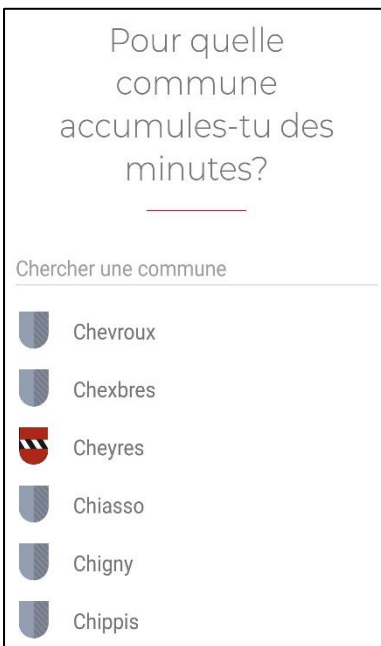 Pour quelle
commune
accumules-tu des
minutes?
Chercher une commune
Chevroux
Chexbres
Cheyres
Chiasso
Chigny
Chippis